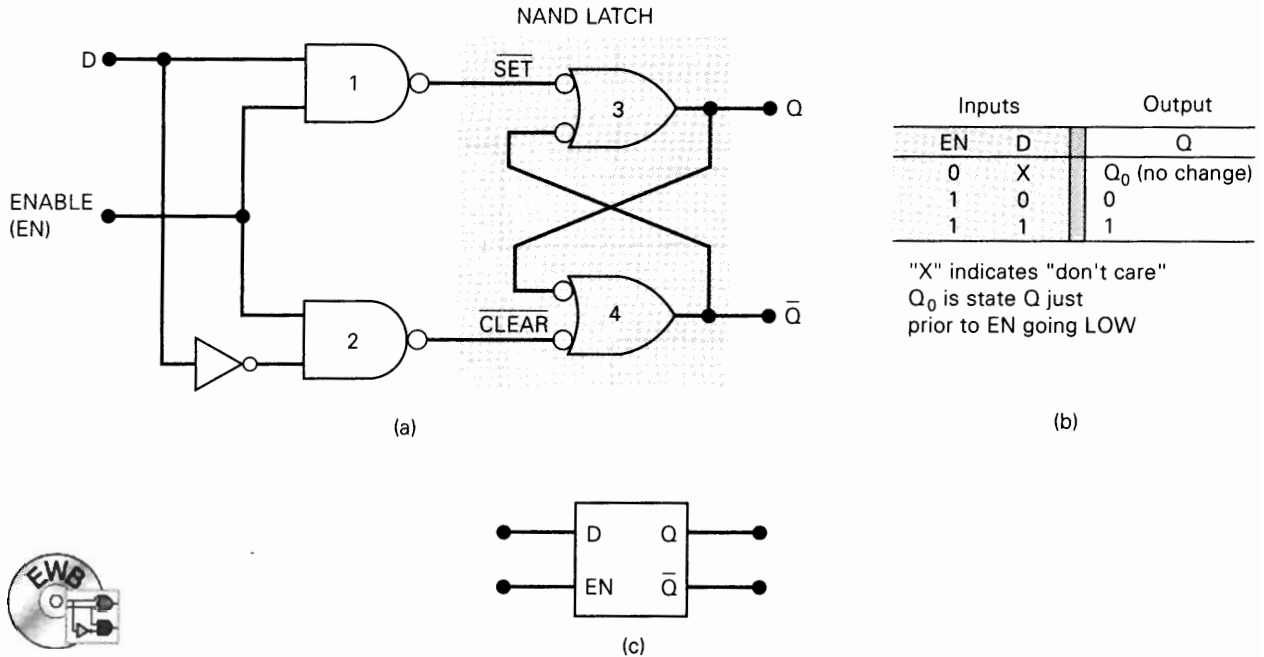 NAND LATCH
D
1
SET
3
Q
ENABLE
(EN)
2
CLEAR
4
Q̅
(a)
Inputs Output
EN D Q
0 X Q₀ (no change)
1 0 0
1 1 1
"X" indicates "don't care"
Q₀ is state Q just
prior to EN going LOW
(b)
D Q
EN Q̅
(c)
EWB